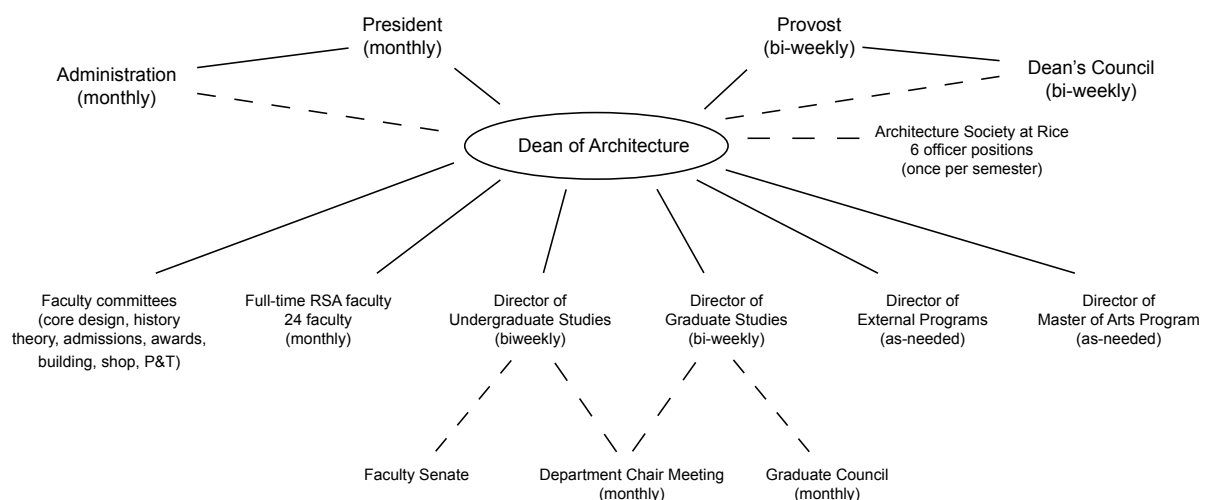 President
(monthly)
Provost
(bi-weekly)
Administration
(monthly)
Dean’s Council
(bi-weekly)
Dean of Architecture
Architecture Society at Rice
6 officer positions
(once per semester)
Faculty committees
(core design, history
theory, admissions, awards,
building, shop, P&T)
Full-time RSA faculty
24 faculty
(monthly)
Director of
Undergraduate Studies
(biweekly)
Director of
Graduate Studies
(bi-weekly)
Director of
External Programs
(as-needed)
Director of
Master of Arts Program
(as-needed)
Faculty Senate
Department Chair Meeting
(monthly)
Graduate Council
(monthly)